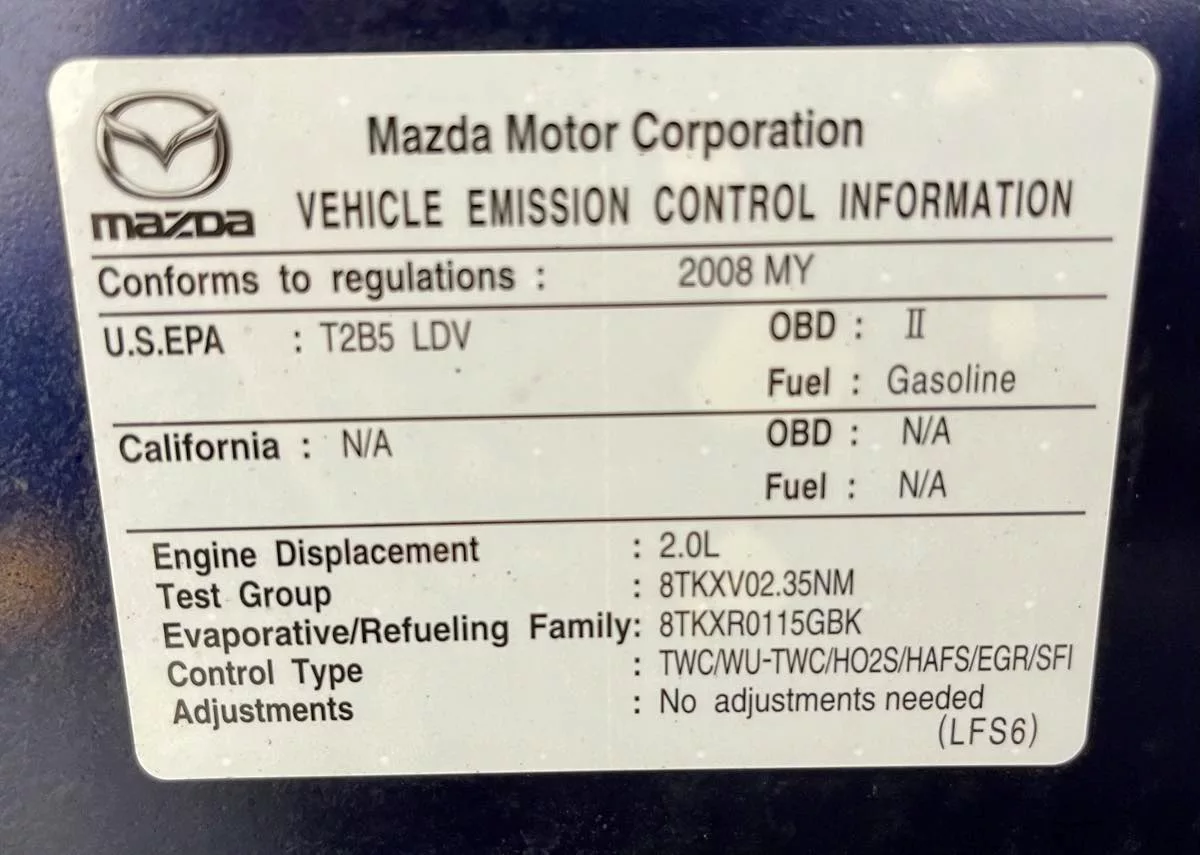 Mazda Motor Corporation
mazda VEHICLE EMISSION CONTROL INFORMATION
Conforms to regulations : 2008 MY
U.S.EPA : T2B5 LDV OBD : II
Fuel : Gasoline
California : N/A OBD : N/A
Fuel : N/A
Engine Displacement : 2.0L
Test Group : 8TKXV02.35NM
Evaporative/Refueling Family: 8TKXR0115GBK
Control Type : TWC/WU-TWC/HO2S/HAFS/EGR/SFI
Adjustments : No adjustments needed
(LFS6)